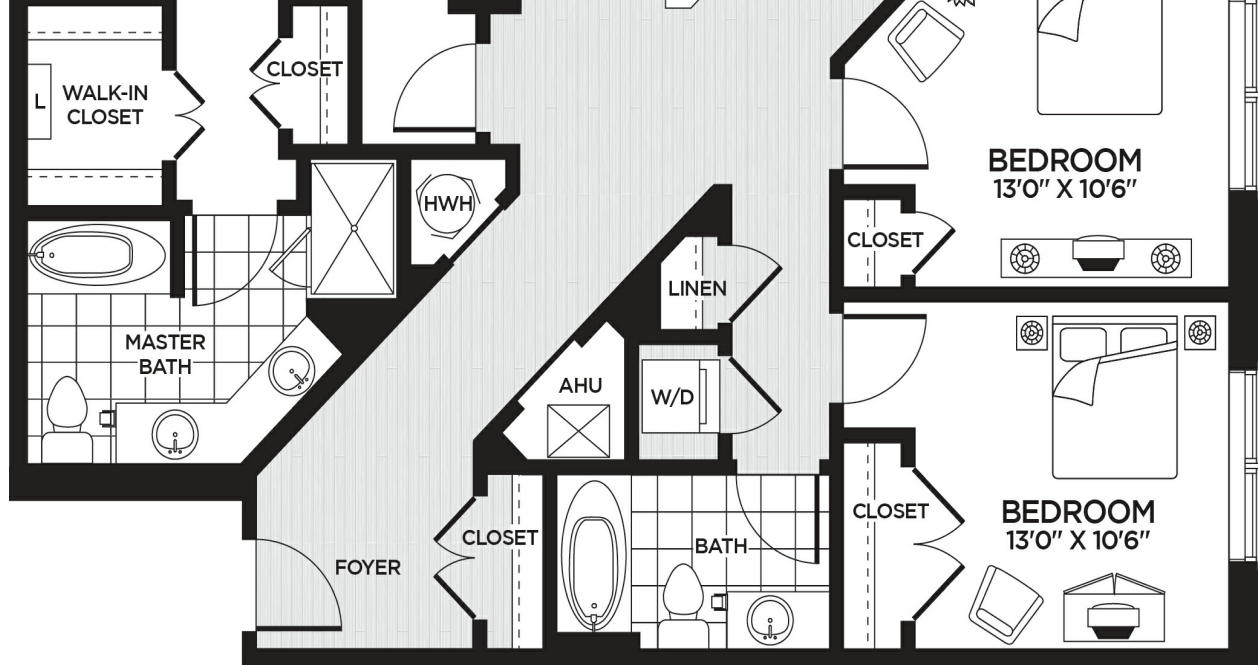 CLOSET
L
WALK-IN
CLOSET
BEDROOM
13'0" X 10'6"
HWH
CLOSET
LINEN
MASTER
BATH
AHU
W/D
CLOSET
BEDROOM
13'0" X 10'6"
CLOSET
BATH
FOYER